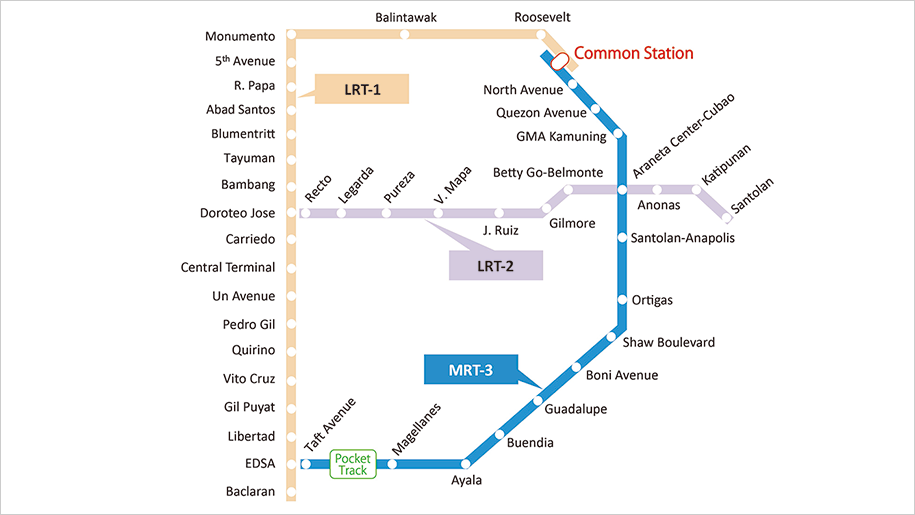 Balintawak
Roosevelt
Monumento
Common Station
5th Avenue
R. Papa
LRT-1
North Avenue
Abad Santos
Quezon Avenue
Blumentritt
GMA Kamuning
Araneta Center-Cubao
Tayuman
Betty Go-Belmonte
Katipunan
Bambang
Recto
Legarda
Pureza
V. Mapa
Anonas
Santolan
Doroteo Jose
J. Ruiz
Gilmore
Carriedo
Santolan-Anapolis
Central Terminal
LRT-2
Un Avenue
Ortigas
Pedro Gil
Quirino
Shaw Boulevard
Vito Cruz
MRT-3
Boni Avenue
Gil Puyat
Guadalupe
Libertad
Taft Avenue
Magellanes
Buendia
EDSA
Pocket
Track
Ayala
Baclaran